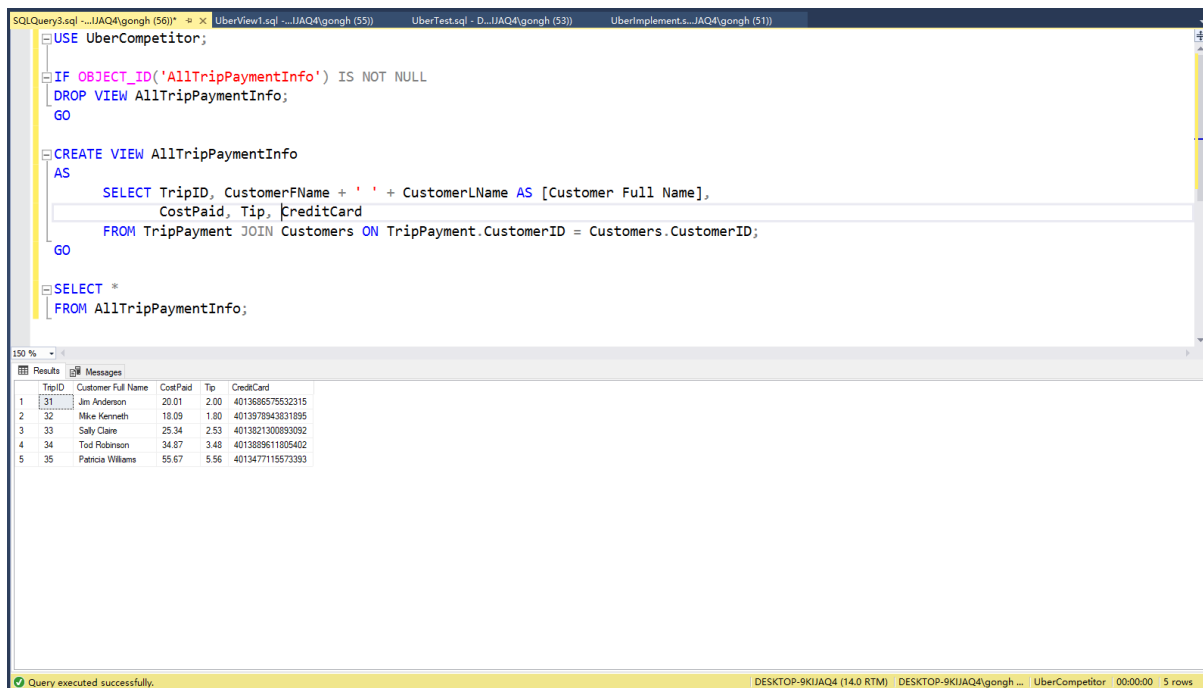 SQLQuery3.sql -...IJAQ4\gongh (56))* UberView1.sql -...IJAQ4\gongh (55)) UberTest.sql - D...IJAQ4\gongh (53)) UberImplement.s...JAQ4\gongh (51))
USE UberCompetitor;
IF OBJECT_ID('AllTripPaymentInfo') IS NOT NULL
DROP VIEW AllTripPaymentInfo;
GO
CREATE VIEW AllTripPaymentInfo
AS
SELECT TripID, CustomerFName + ' ' + CustomerLName AS [Customer Full Name],
CostPaid, Tip, CreditCard
FROM TripPayment JOIN Customers ON TripPayment.CustomerID = Customers.CustomerID;
GO
SELECT *
FROM AllTripPaymentInfo;
150 %
Results Messages
TripID Customer Full Name CostPaid Tip CreditCard
1 31 Jim Anderson 20.01 2.00 4013686575532315
2 32 Mike Kenneth 18.09 1.80 4013978943831895
3 33 Sally Claire 25.34 2.53 4013821300893092
4 34 Tod Robinson 34.87 3.48 4013889611805402
5 35 Patricia Williams 55.67 5.56 4013477115573393
Query executed successfully. DESKTOP-9KIJAQ4 (14.0 RTM) DESKTOP-9KIJAQ4\gongh ... UberCompetitor 00:00:00 5 rows